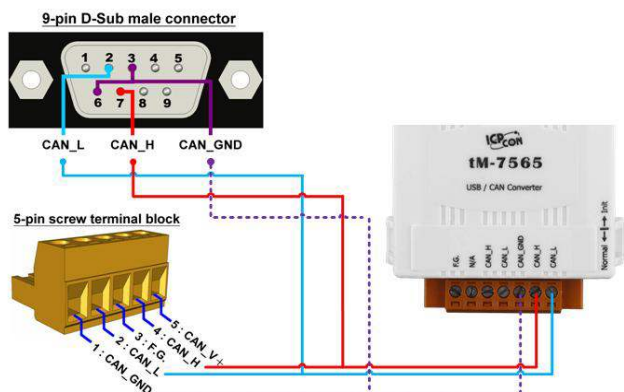 9-pin D-Sub male connector
1 2 3 4 5
6 7 8 9
CAN_L CAN_H CAN_GND
5-pin screw terminal block
1 : CAN_GND
2 : CAN_L
3 : F.G.
4 : CAN_H
5 : CAN_V
ICP CON
tM-7565
USB / CAN Converter
Normal Init
F.G. N/A CAN_H CAN_L CAN_GND CAN_H CAN_L